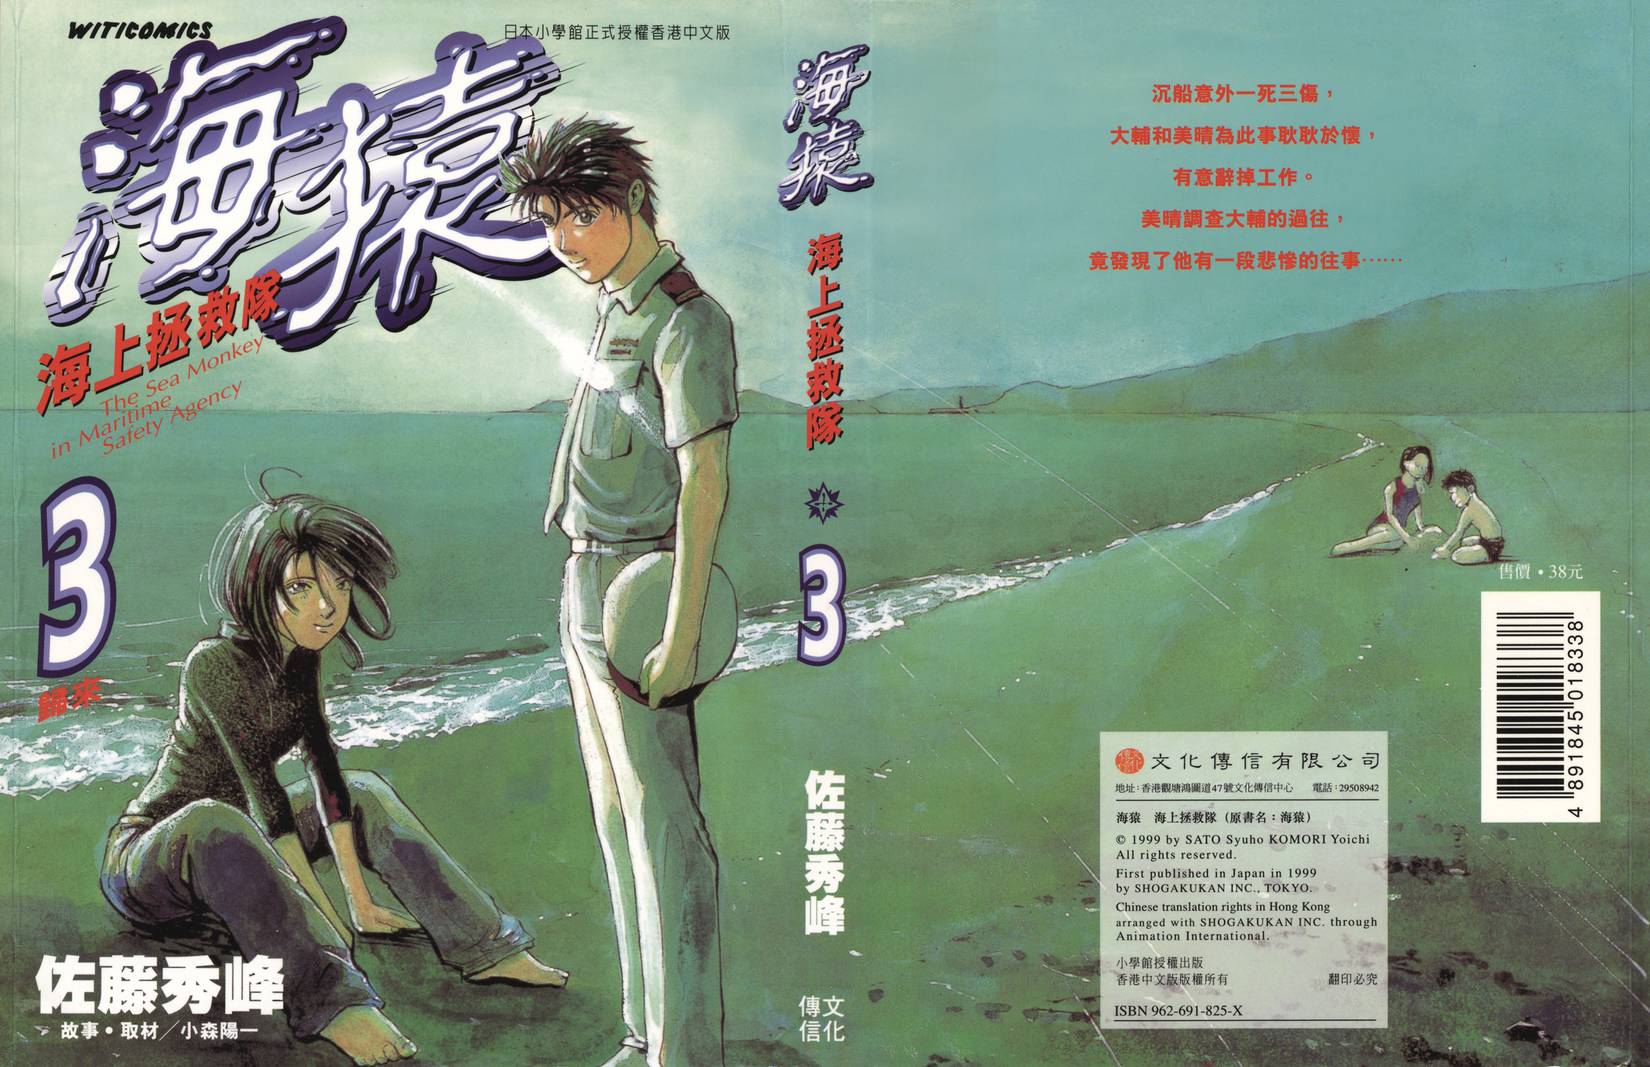 WITICOMICS
日本小學館正式授權香港中文版
海猿
海上拯救隊
The Sea Monkey
in Maritime
Safety Agency
3
歸來
佐藤秀峰
故事・取材／小森陽一
海猿
海上拯救隊
3
佐藤秀峰
文化
傳信
沉船意外一死三傷，
大輔和美晴為此事耿耿於懷，
有意辭掉工作。
美晴調查大輔的過往，
竟發現了他有一段悲慘的往事……
售價・38元
4 891845 018338
文化傳信有限公司
地址：香港觀塘鴻圖道47號文化傳信中心　電話：29508942
海猿　海上拯救隊（原書名：海猿）
© 1999 by SATO Syuho KOMORI Yoichi
All rights reserved.
First published in Japan in 1999
by SHOGAKUKAN INC., TOKYO.
Chinese translation rights in Hong Kong
arranged with SHOGAKUKAN INC. through
Animation International.
小學館授權出版
香港中文版版權所有　翻印必究
ISBN 962-691-825-X